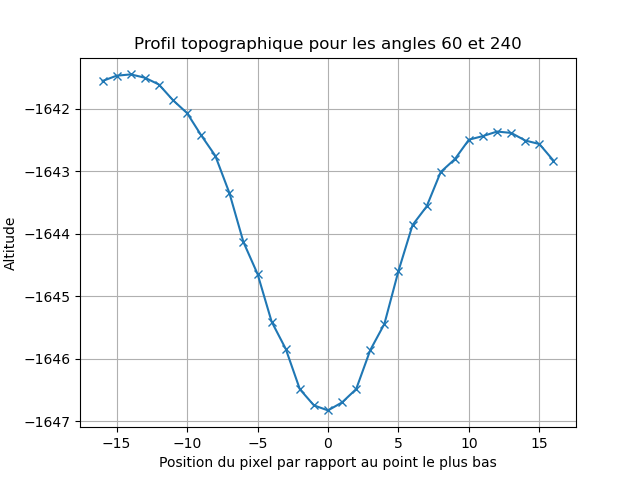 Profil topographique pour les angles 60 et 240
Altitude
−1642
−1643
−1644
−1645
−1646
−1647
−15 −10 −5 0 5 10 15
Position du pixel par rapport au point le plus bas